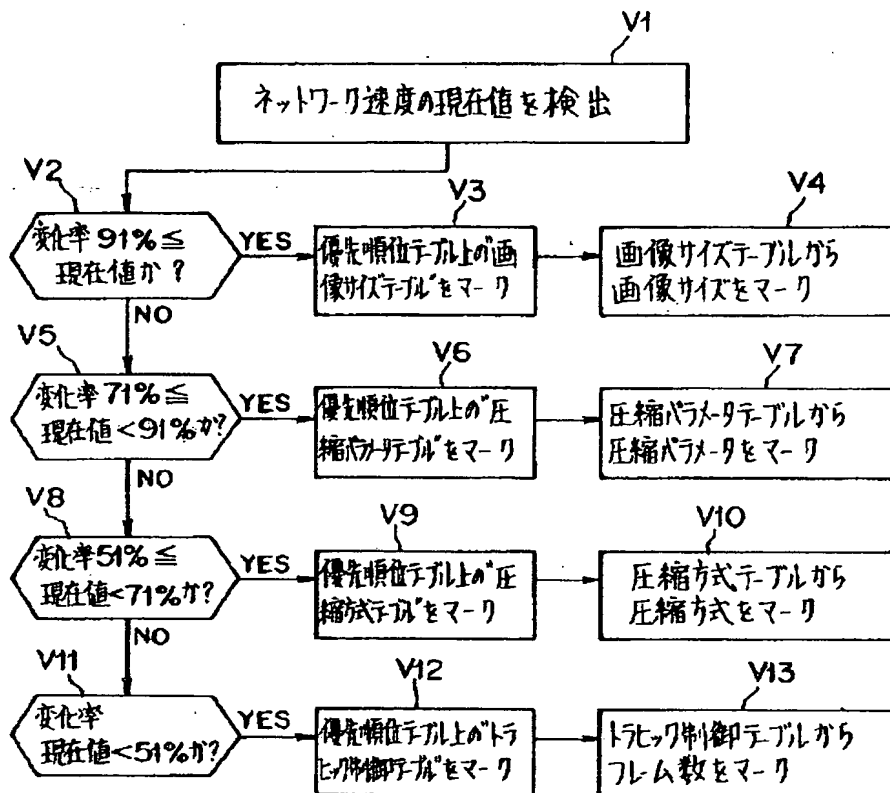 V1
ネットワーク速度の現在値を検出
V2
変化率91%≦
現在値か?
YES
NO
V3
優先順位テーブル上の画
像サイズテーブルをマーク
V4
画像サイズテーブルから
画像サイズをマーク
V5
変化率71%≦
現在値<91%か?
YES
NO
V6
優先順位テーブル上の圧
縮パラメータテーブルをマーク
V7
圧縮パラメータテーブルから
圧縮パラメータをマーク
V8
変化率51%≦
現在値<71%か?
YES
NO
V9
優先順位テーブル上の圧
縮方式テーブルをマーク
V10
圧縮方式テーブルから
圧縮方式をマーク
V11
変化率
現在値<51%か?
YES
V12
優先順位テーブル上のトラ
ヒック制御テーブルをマーク
V13
トラヒック制御テーブルから
フレーム数をマーク